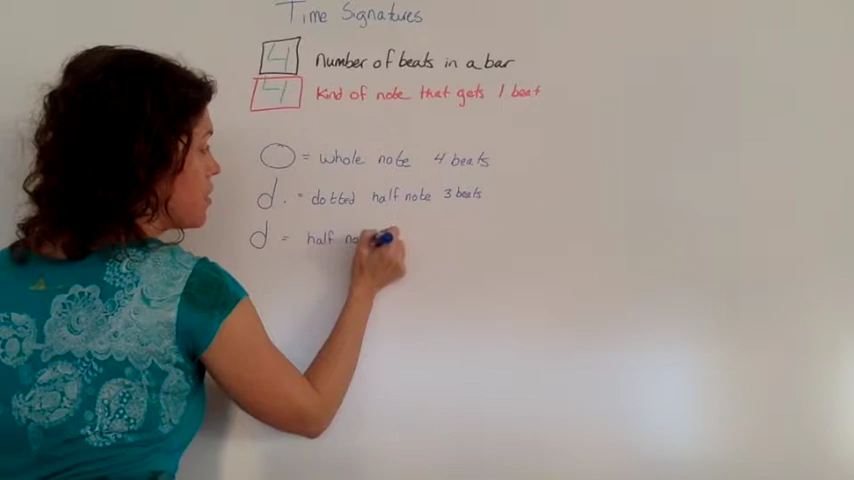 Time Signatures
4 number of beats in a bar
4 kind of note that gets 1 beat
= whole note 4 beats
. = dotted half note 3 beats
= half no